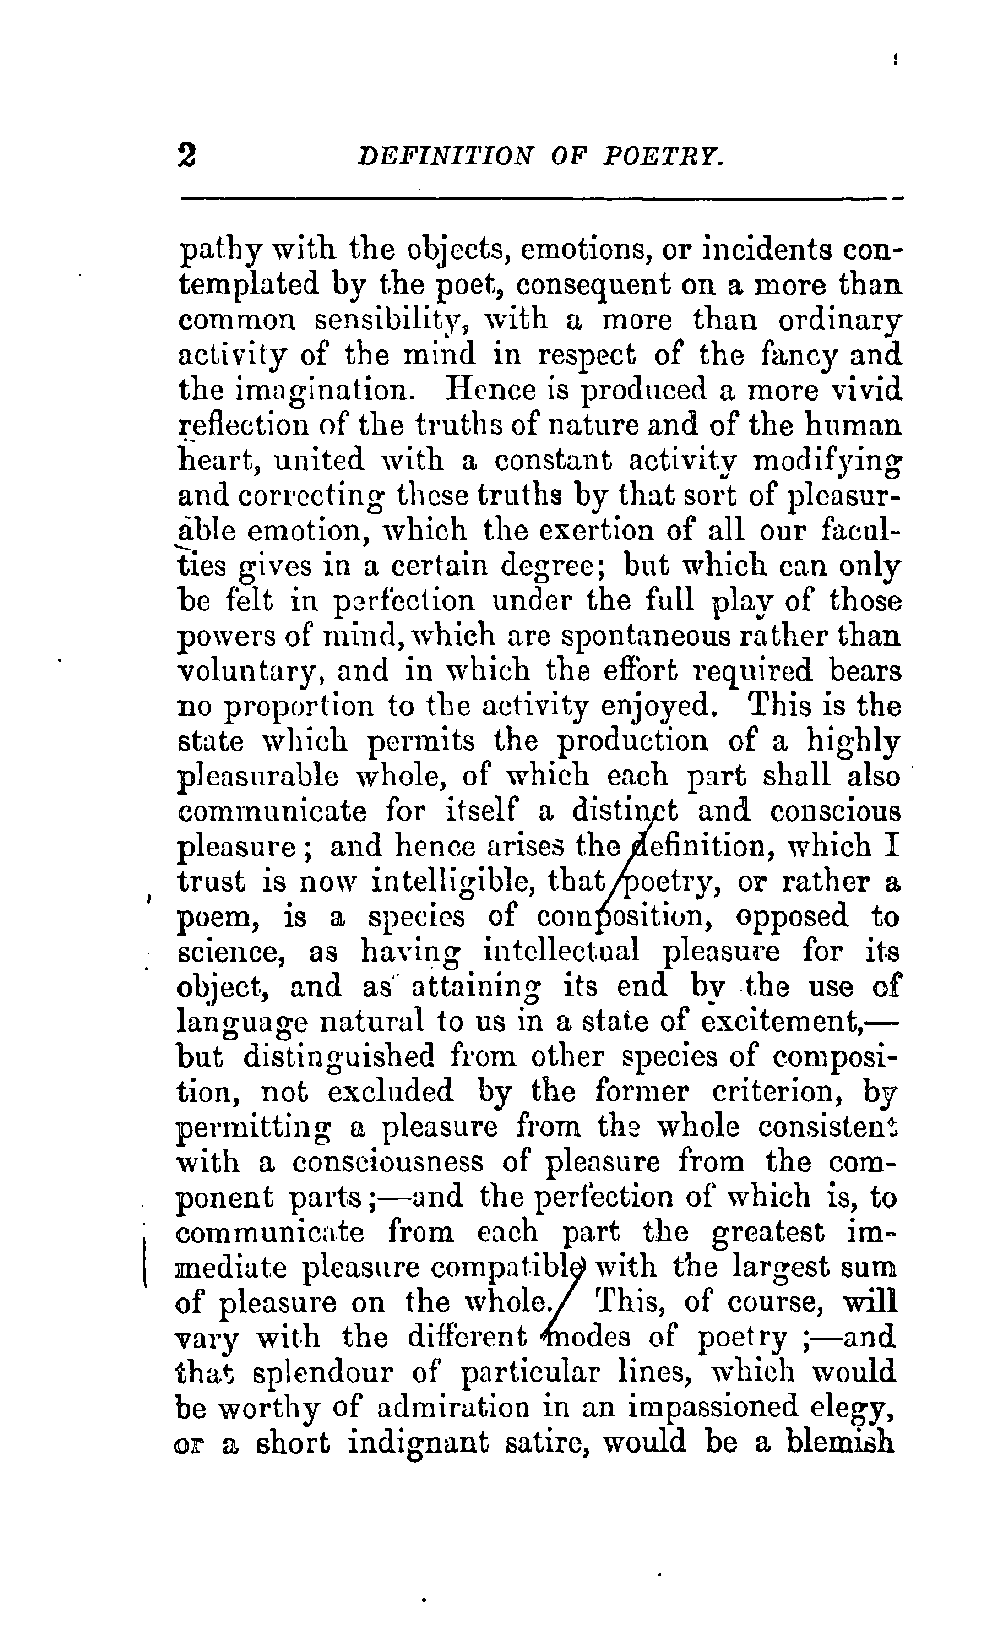 2 DEFINITION OF POETRY.
pathy with the objects, emotions, or incidents con-
templated by the poet, consequent on a more than
common sensibility, with a more than ordinary
activity of the mind in respect of the fancy and
the imagination. Hence is produced a more vivid
reflection of the truths of nature and of the human
heart, united with a constant activity modifying
and correcting these truths by that sort of pleasur-
able emotion, which the exertion of all our facul-
ties gives in a certain degree; but which can only
be felt in perfection under the full play of those
powers of mind, which are spontaneous rather than
voluntary, and in which the effort required bears
no proportion to the activity enjoyed. This is the
state which permits the production of a highly
pleasurable whole, of which each part shall also
communicate for itself a distinct and conscious
pleasure; and hence arises the definition, which I
trust is now intelligible, that poetry, or rather a
poem, is a species of composition, opposed to
science, as having intellectual pleasure for its
object, and as attaining its end by the use of
language natural to us in a state of excitement,—
but distinguished from other species of composi-
tion, not excluded by the former criterion, by
permitting a pleasure from the whole consistent
with a consciousness of pleasure from the com-
ponent parts;—and the perfection of which is, to
communicate from each part the greatest im-
mediate pleasure compatible with the largest sum
of pleasure on the whole. This, of course, will
vary with the different modes of poetry;—and
that splendour of particular lines, which would
be worthy of admiration in an impassioned elegy,
or a short indignant satire, would be a blemish